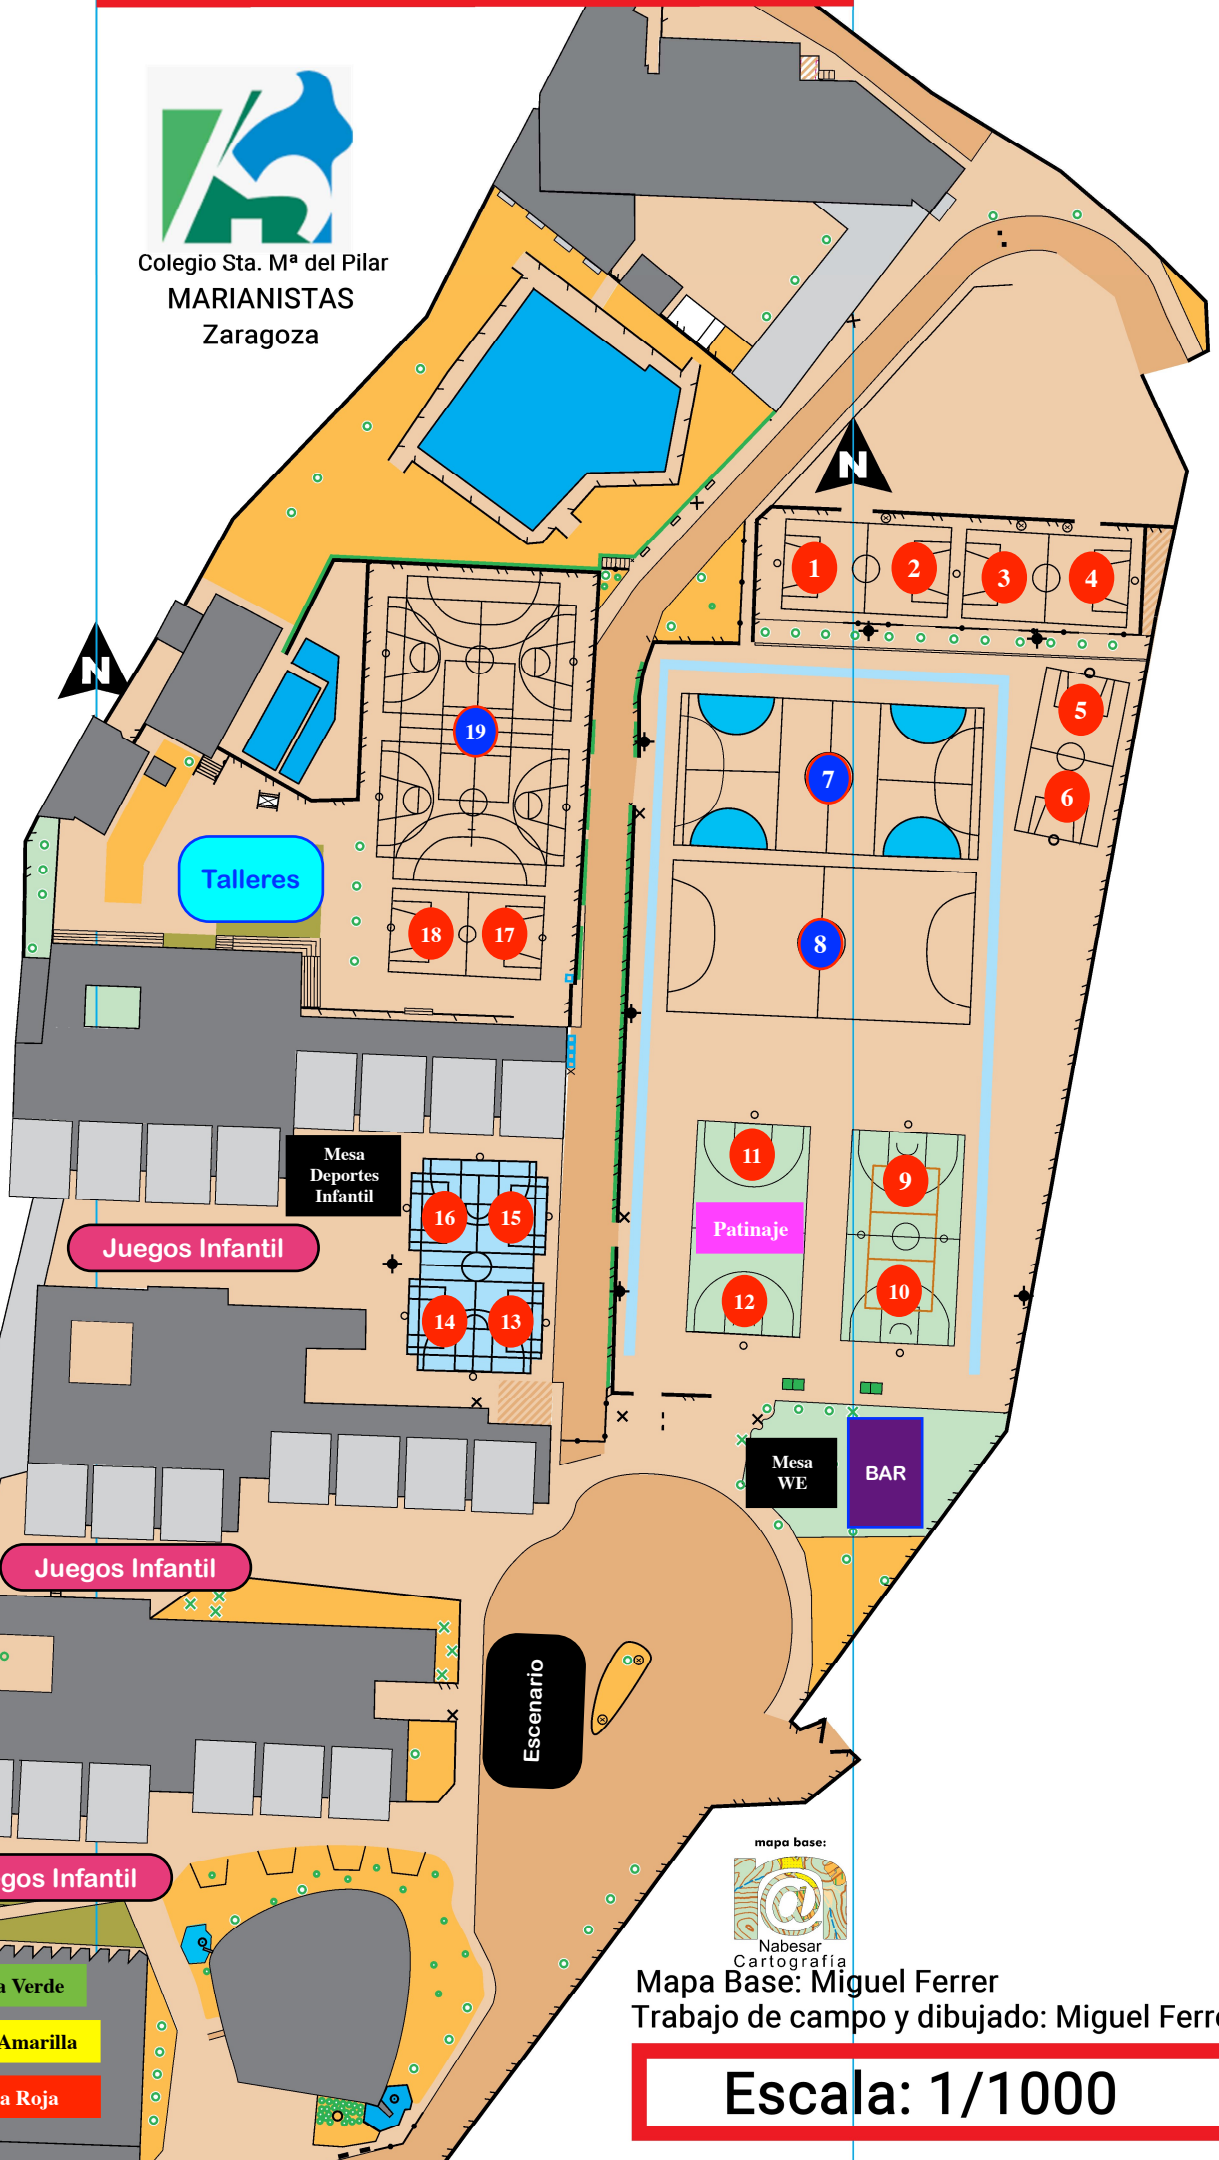 Colegio Sta. Mª del Pilar
MARIANISTAS
Zaragoza
N
1
2
3
4
N
5
6
19
7
Talleres
18
17
8
Mesa
Deportes
Infantil
11
9
16
15
Patinaje
Juegos Infantil
10
12
14
13
Mesa
WE
BAR
Juegos Infantil
Escenario
mapa base:
gos Infantil
n@
Nabesar
Cartografía
Mapa Base: Miguel Ferrer
a Verde
Trabajo de campo y dibujado: Miguel Ferre
Amarilla
a Roja
Escala: 1/1000